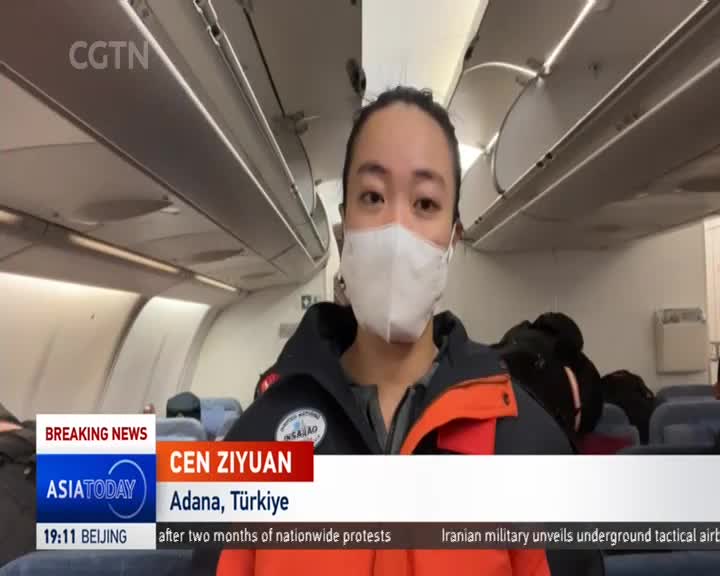 CGTN
BREAKING NEWS
ASIATODAY
CEN ZIYUAN
Adana, Türkiye
19:11 BEIJING
after two months of nationwide protests
Iranian military unveils underground tactical airb